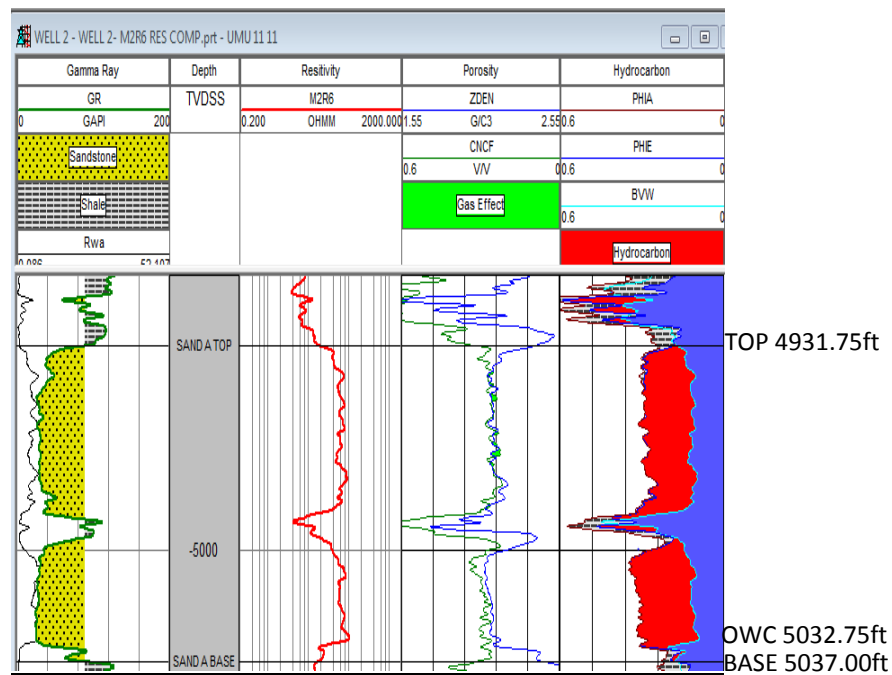 WELL 2 - WELL 2- M2R6 RES COMP.prt - UMU 11 11
Gamma Ray Depth Resitivity Porosity Hydrocarbon
GR TVDSS M2R6 ZDEN PHIA
0 GAPI 200 0.200 OHMM 2000.000 1.55 G/C3 2.55 0.6 0
CNCF PHIE
Sandstone 0.6 V/V 0 0.6 0
Shale Gas Effect BVW
0.6 0
Rwa Hydrocarbon
SAND A TOP TOP 4931.75ft
-5000
OWC 5032.75ft
SAND A BASE BASE 5037.00ft